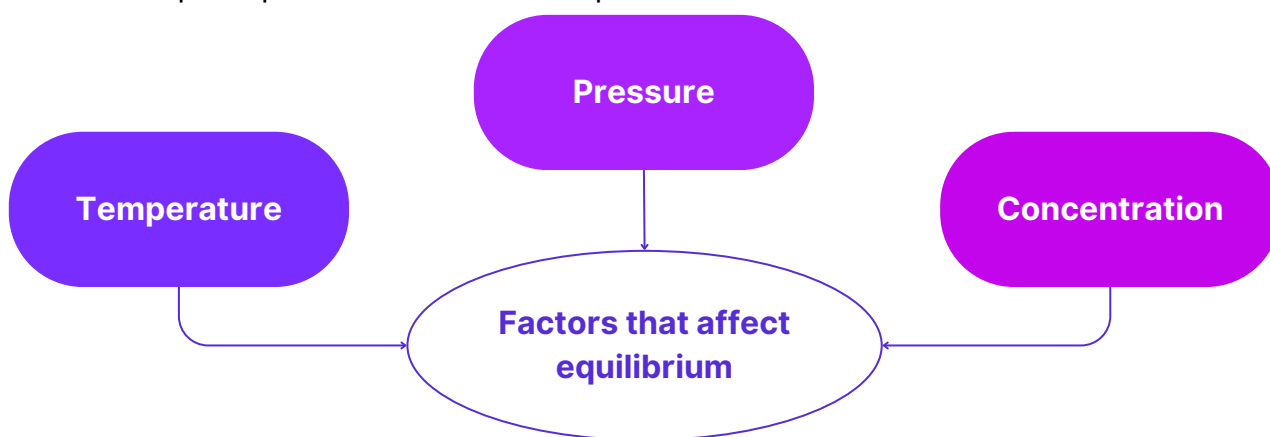 Pressure
Temperature
Concentration
Factors that affect
equilibrium